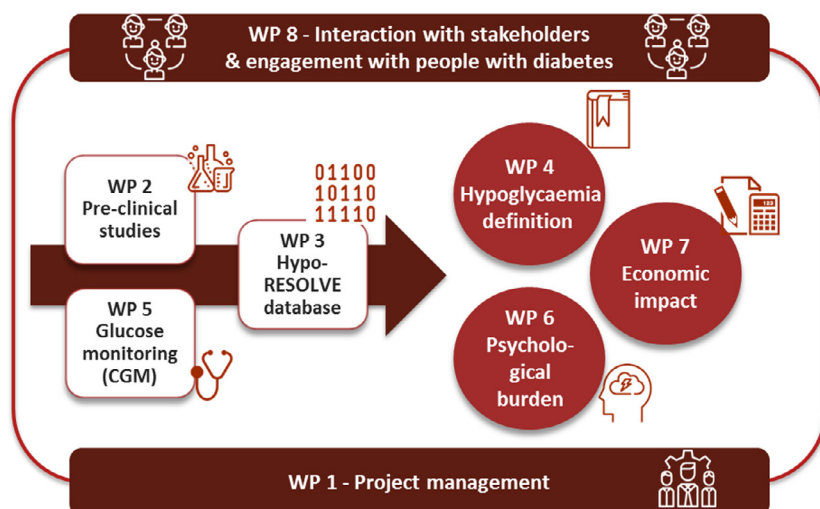 WP 8 - Interaction with stakeholders
& engagement with people with diabetes
WP 2
Pre-clinical
studies
01100
10110
11110
WP 3
Hypo-
RESOLVE
database
WP 5
Glucose
monitoring
(CGM)
WP 4
Hypoglycaemia
definition
WP 7
Economic
impact
123
WP 6
Psycholo-
gical
burden
WP 1 - Project management